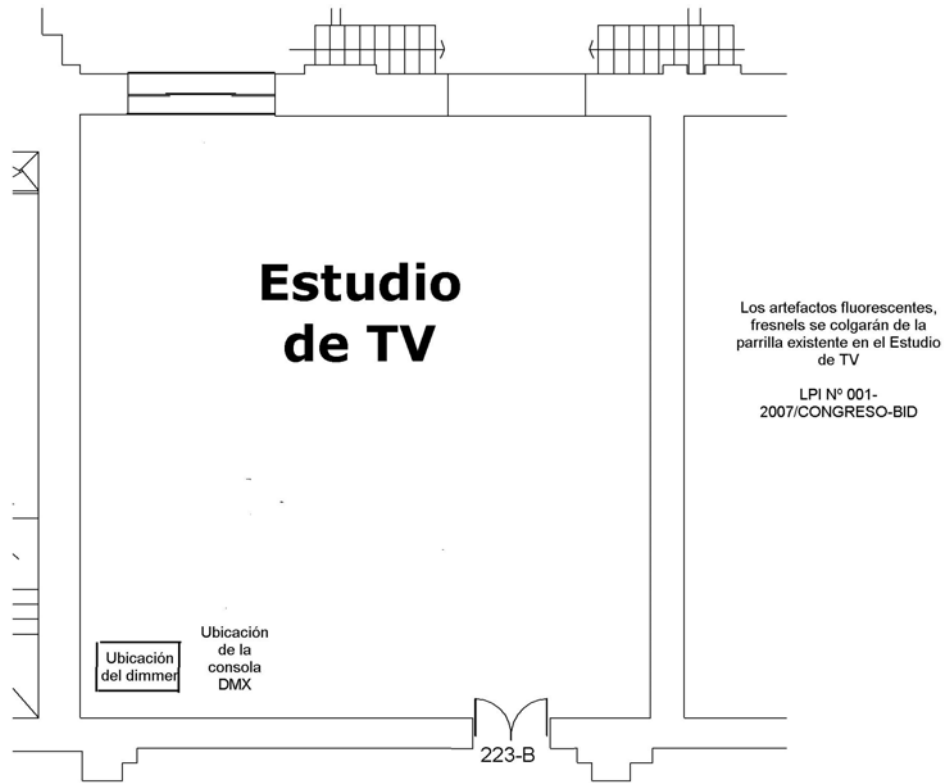 Estudio
de TV
Los artefactos fluorescentes,
fresnels se colgarán de la
parrilla existente en el Estudio
de TV
LPI Nº 001-
2007/CONGRESO-BID
Ubicación
del dimmer
Ubicación
de la
consola
DMX
223-B